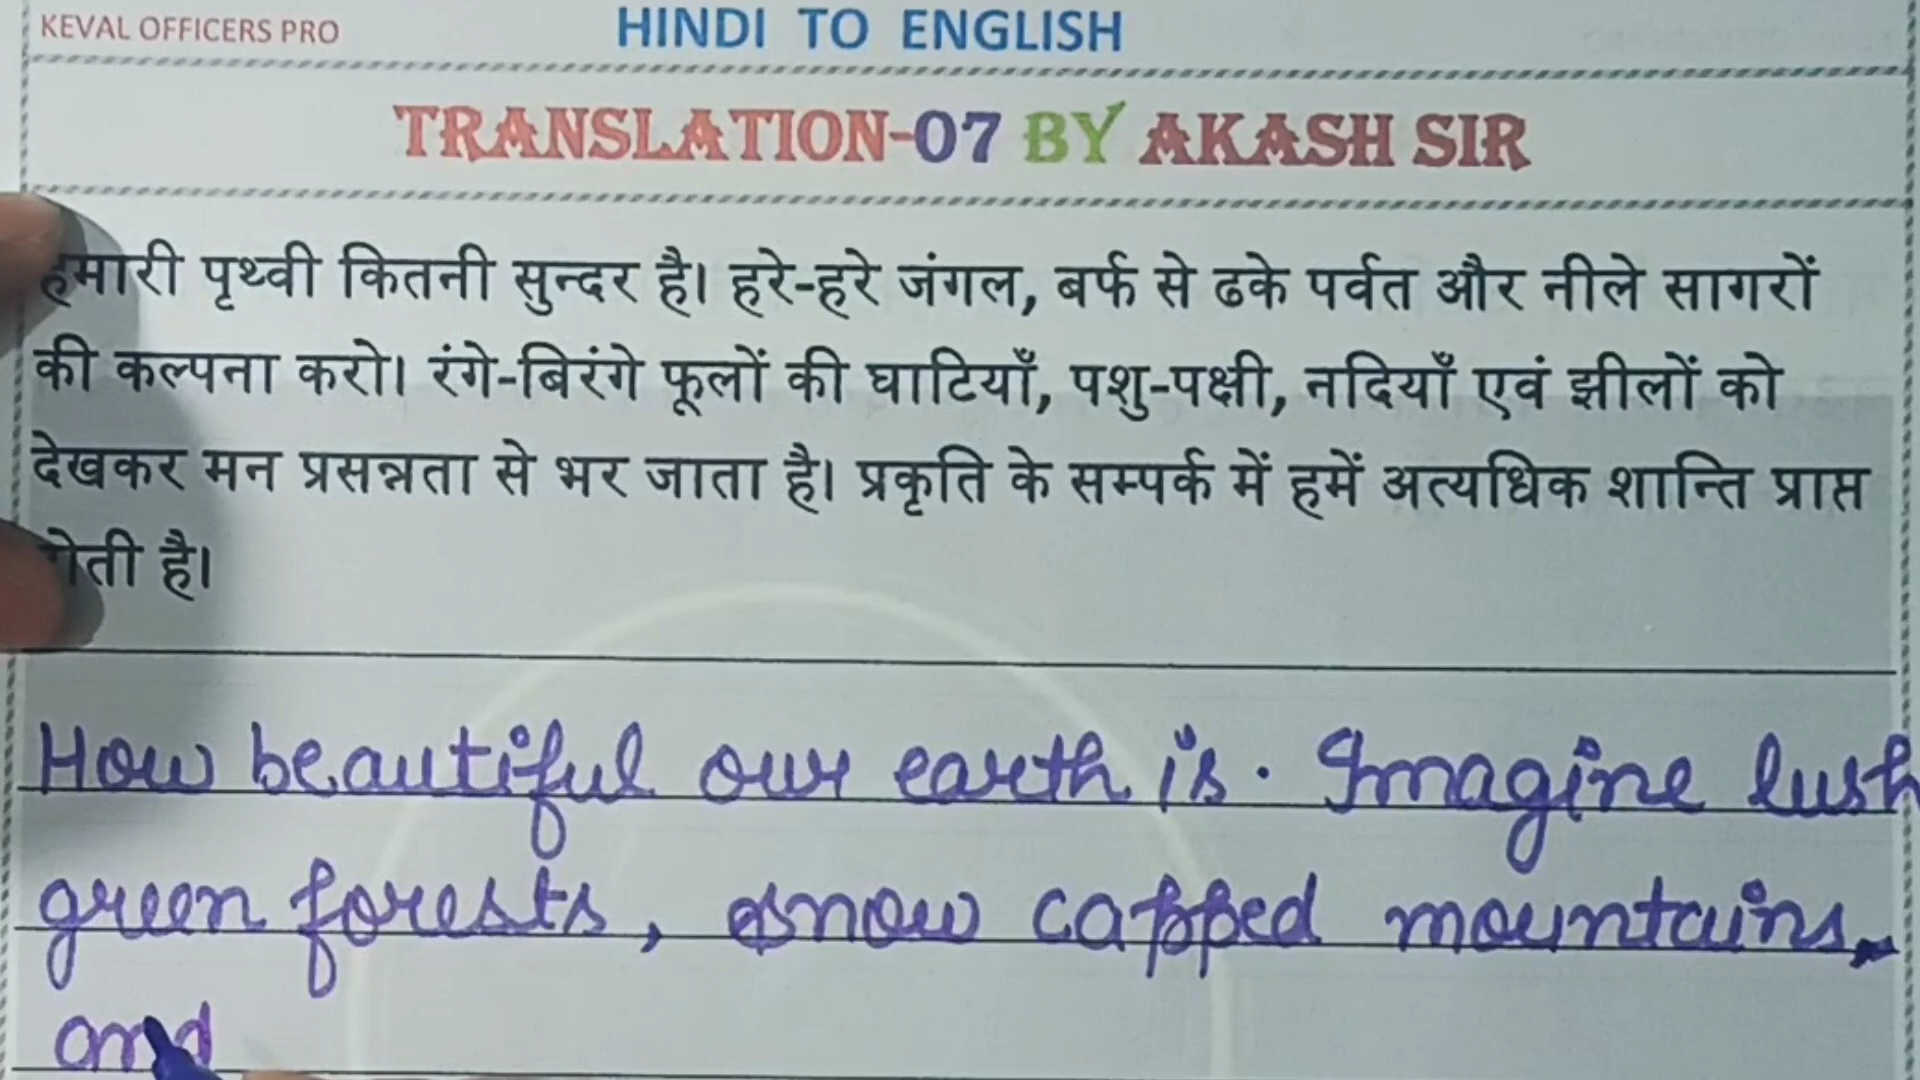 KEVAL OFFICERS PRO
HINDI TO ENGLISH
TRANSLATION-07 BY AKASH SIR
हमारी पृथ्वी कितनी सुन्दर है। हरे-हरे जंगल, बर्फ से ढके पर्वत और नीले सागरों
की कल्पना करो। रंगे-बिरंगे फूलों की घाटियाँ, पशु-पक्षी, नदियाँ एवं झीलों को
देखकर मन प्रसन्नता से भर जाता है। प्रकृति के सम्पर्क में हमें अत्यधिक शान्ति प्राप्त
होती है।
How beautiful our earth is. Imagine lush
green forests, snow capped mountains
and